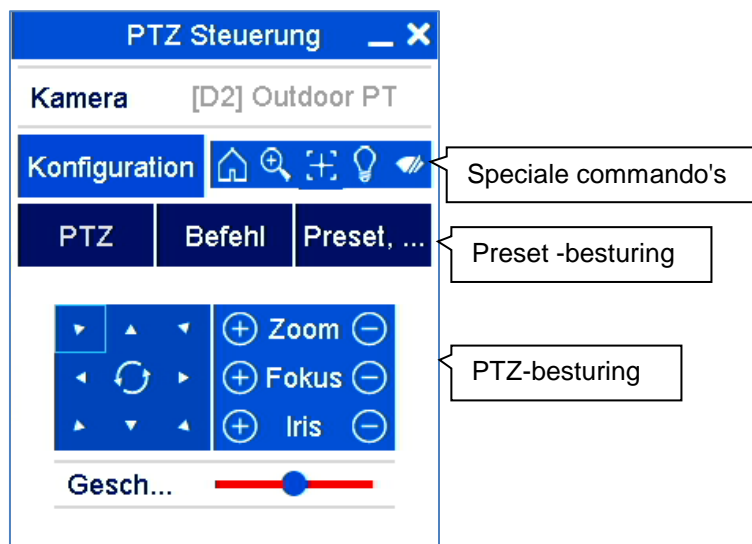 PTZ Steuerung
Kamera [D2] Outdoor PT
Konfiguration
Speciale commando's
PTZ Befehl Preset, ...
Preset -besturing
Zoom
Fokus
PTZ-besturing
Iris
Gesch...